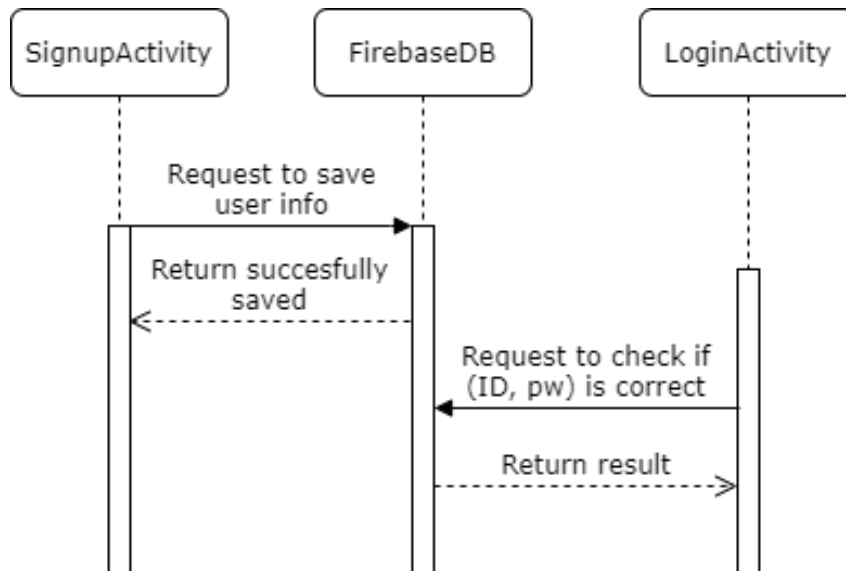 SignupActivity
FirebaseDB
LoginActivity
Request to save
user info
Return succesfully
saved
Request to check if
(ID, pw) is correct
Return result